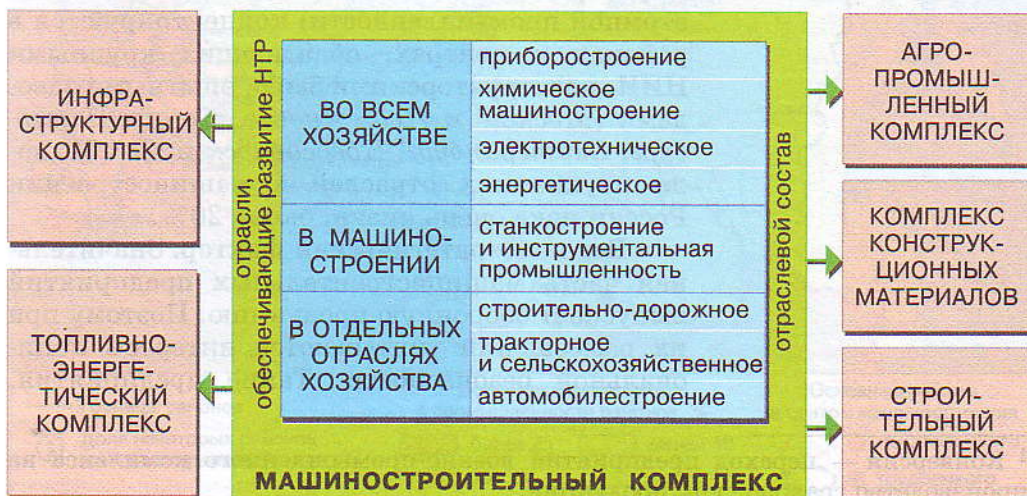 ИНФРА-
СТРУКТУРНЫЙ
КОМПЛЕКС
ТОПЛИВНО-
ЭНЕРГЕ-
ТИЧЕСКИЙ
КОМПЛЕКС
отрасли,
обеспечивающие развитие НТР
ВО ВСЕМ
ХОЗЯЙСТВЕ
приборостроение
химическое
машиностроение
электротехническое
энергетическое
В МАШИНО-
СТРОЕНИИ
станкостроение
и инструментальная
промышленность
В ОТДЕЛЬНЫХ
ОТРАСЛЯХ
ХОЗЯЙСТВА
строительно-дорожное
тракторное
и сельскохозяйственное
автомобилестроение
отраслевой состав
МАШИНОСТРОИТЕЛЬНЫЙ КОМПЛЕКС
АГРО-
ПРОМЫШ-
ЛЕННЫЙ
КОМПЛЕКС
КОМПЛЕКС
КОНСТРУК-
ЦИОННЫХ
МАТЕРИАЛОВ
СТРОИ-
ТЕЛЬНЫЙ
КОМПЛЕКС